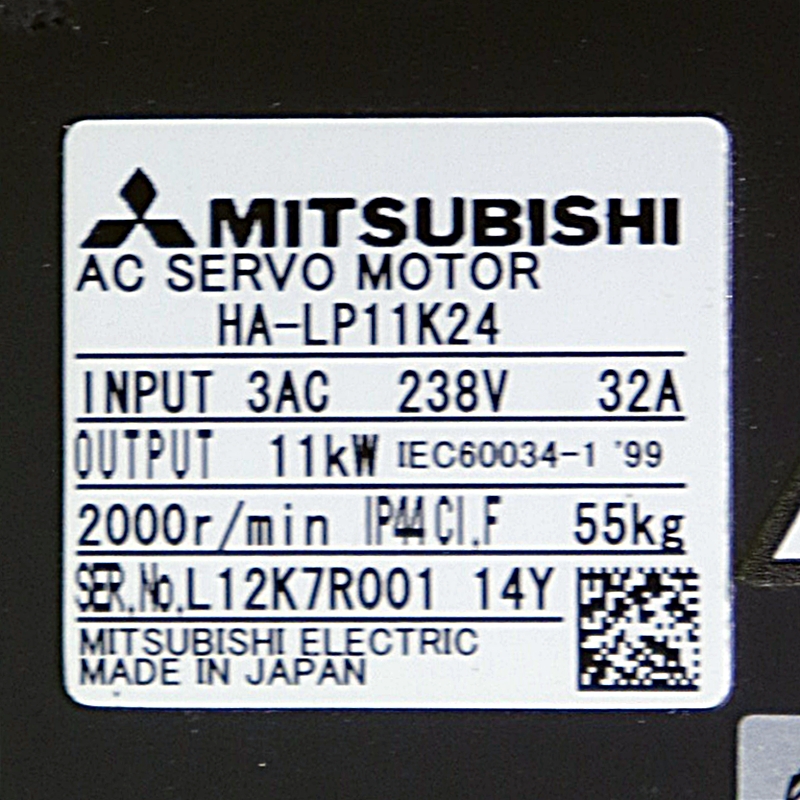 MITSUBISHI
AC SERVO MOTOR
HA-LP11K24
INPUT 3AC 238V 32A
OUTPUT 11kW IEC60034-1 '99
2000r/min IP44 Cl.F 55kg
SER.No.L12K7R001 14Y
MITSUBISHI ELECTRIC
MADE IN JAPAN